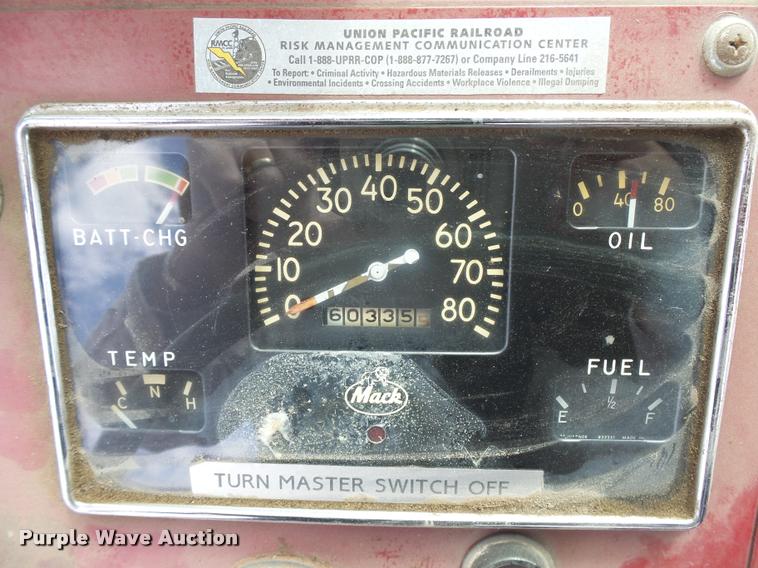 UNION PACIFIC RAILROAD
RISK MANAGEMENT COMMUNICATION CENTER
Call 1-888-UPRR-COP (1-888-877-7267) or Company Line 216-5641
To Report: • Criminal Activity • Hazardous Materials Releases • Derailments • Injuries
• Environmental Incidents • Crossing Accidents • Workplace Violence • Illegal Dumping
RMCC
BATT-CHG
0 10 20 30 40 50 60 70 80
60335
0 40 80
OIL
TEMP
C N H
Mack
FUEL
E 1/2 F
TURN MASTER SWITCH OFF
Purple Wave Auction